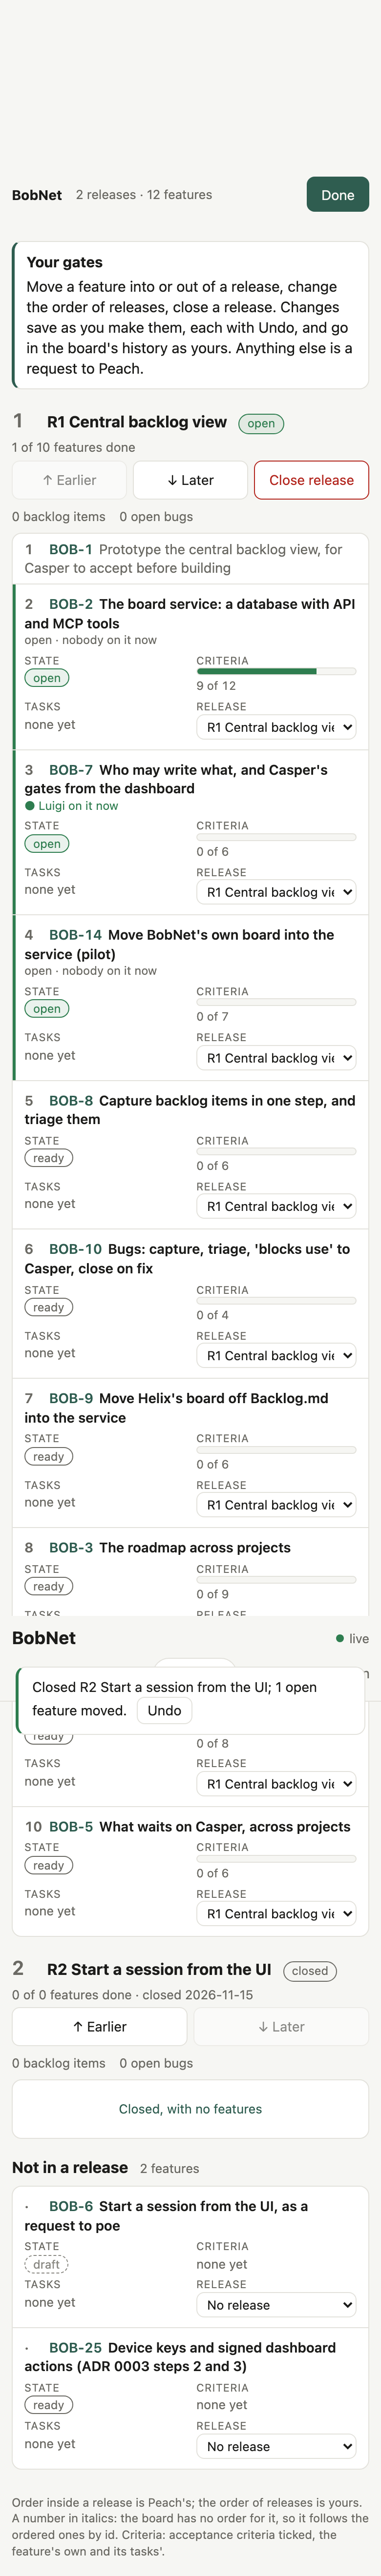 BobNet 2 releases · 12 features Done
Your gates
Move a feature into or out of a release, change
the order of releases, close a release. Changes
save as you make them, each with Undo, and go
in the board's history as yours. Anything else is a
request to Peach.
1 R1 Central backlog view open
1 of 10 features done
↑ Earlier ↓ Later Close release
0 backlog items 0 open bugs
1 BOB-1 Prototype the central backlog view, for
Casper to accept before building
2 BOB-2 The board service: a database with API
and MCP tools
open · nobody on it now
STATE CRITERIA
open
9 of 12
TASKS RELEASE
none yet R1 Central backlog vie
3 BOB-7 Who may write what, and Casper's
gates from the dashboard
Luigi on it now
STATE CRITERIA
open
0 of 6
TASKS RELEASE
none yet R1 Central backlog vie
4 BOB-14 Move BobNet's own board into the
service (pilot)
open · nobody on it now
STATE CRITERIA
open
0 of 7
TASKS RELEASE
none yet R1 Central backlog vie
5 BOB-8 Capture backlog items in one step, and
triage them
STATE CRITERIA
ready
0 of 6
TASKS RELEASE
none yet R1 Central backlog vie
6 BOB-10 Bugs: capture, triage, 'blocks use' to
Casper, close on fix
STATE CRITERIA
ready
0 of 4
TASKS RELEASE
none yet R1 Central backlog vie
7 BOB-9 Move Helix's board off Backlog.md
into the service
STATE CRITERIA
ready
0 of 6
TASKS RELEASE
none yet R1 Central backlog vie
8 BOB-3 The roadmap across projects
STATE CRITERIA
ready
0 of 9
TASKS RELEASE
BobNet live
Closed R2 Start a session from the UI; 1 open
feature moved. Undo
ready
0 of 8
TASKS RELEASE
none yet R1 Central backlog vie
10 BOB-5 What waits on Casper, across projects
STATE CRITERIA
ready
0 of 6
TASKS RELEASE
none yet R1 Central backlog vie
2 R2 Start a session from the UI closed
0 of 0 features done · closed 2026-11-15
↑ Earlier ↓ Later
0 backlog items 0 open bugs
Closed, with no features
Not in a release 2 features
· BOB-6 Start a session from the UI, as a
request to poe
STATE CRITERIA
draft none yet
TASKS RELEASE
none yet No release
· BOB-25 Device keys and signed dashboard
actions (ADR 0003 steps 2 and 3)
STATE CRITERIA
ready none yet
TASKS RELEASE
none yet No release
Order inside a release is Peach's; the order of releases is yours.
A number in italics: the board has no order for it, so it follows the
ordered ones by id. Criteria: acceptance criteria ticked, the
feature's own and its tasks'.